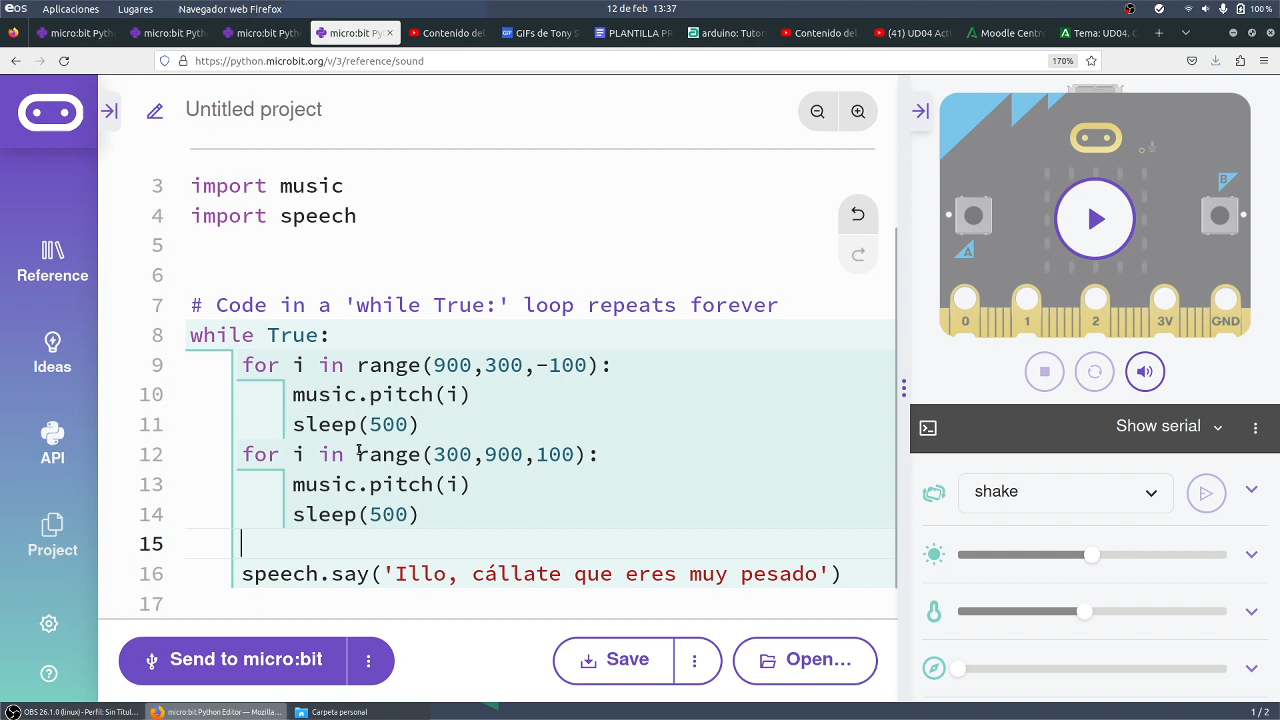 Aplicaciones Lugares Navegador web Firefox 12 de feb 13:37 100 %
micro:bit Pyth micro:bit Pyth micro:bit Pyth micro:bit Py Contenido del GIFs de Tony S PLANTILLA PR arduino: Tutor Contenido del (41) UD04 Act Moodle Centro Tema: UD04. C
https://python.microbit.org/v/3/reference/sound 170%
Untitled project
3 import music
4 import speech
5
6
7 # Code in a 'while True:' loop repeats forever
8 while True:
9 for i in range(900,300,-100):
10 music.pitch(i)
11 sleep(500)
12 for i in range(300,900,100):
13 music.pitch(i)
14 sleep(500)
15
16 speech.say('Illo, cállate que eres muy pesado')
17
Reference
Ideas
API
Project
Send to micro:bit
Save
Open...
A
B
0 1 2 3V GND
Show serial
shake
OBS 26.1.0 (linux) - Perfil: Sin Titul... micro:bit Python Editor — Mozilla... Carpeta personal 1 / 2